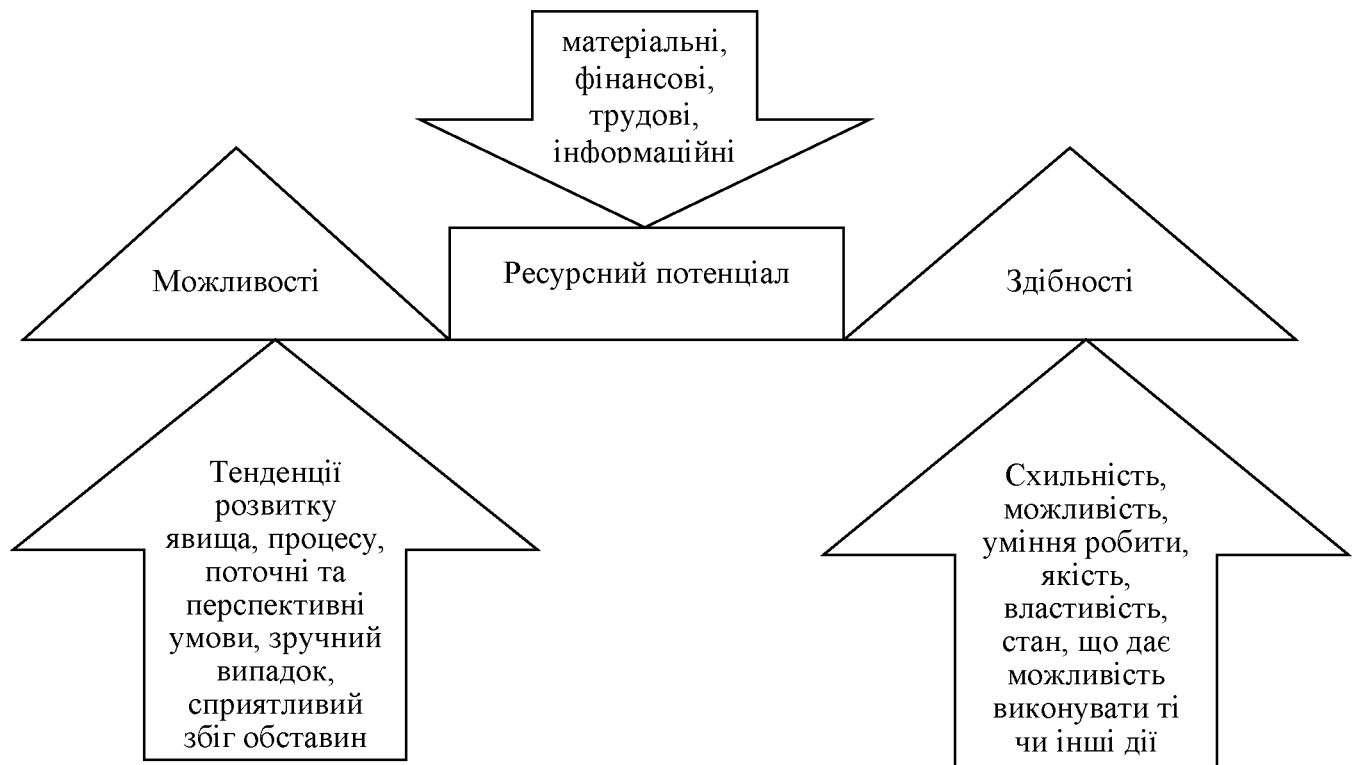 матеріальні,
фінансові,
трудові,
інформаційні
Можливості
Ресурсний потенціал
Здібності
Тенденції
розвитку
явища, процесу,
поточні та
перспективні
умови, зручний
випадок,
сприятливий
збіг обставин
Схильність,
можливість,
уміння робити,
якість,
властивість,
стан, що дає
можливість
виконувати ті
чи інші дії